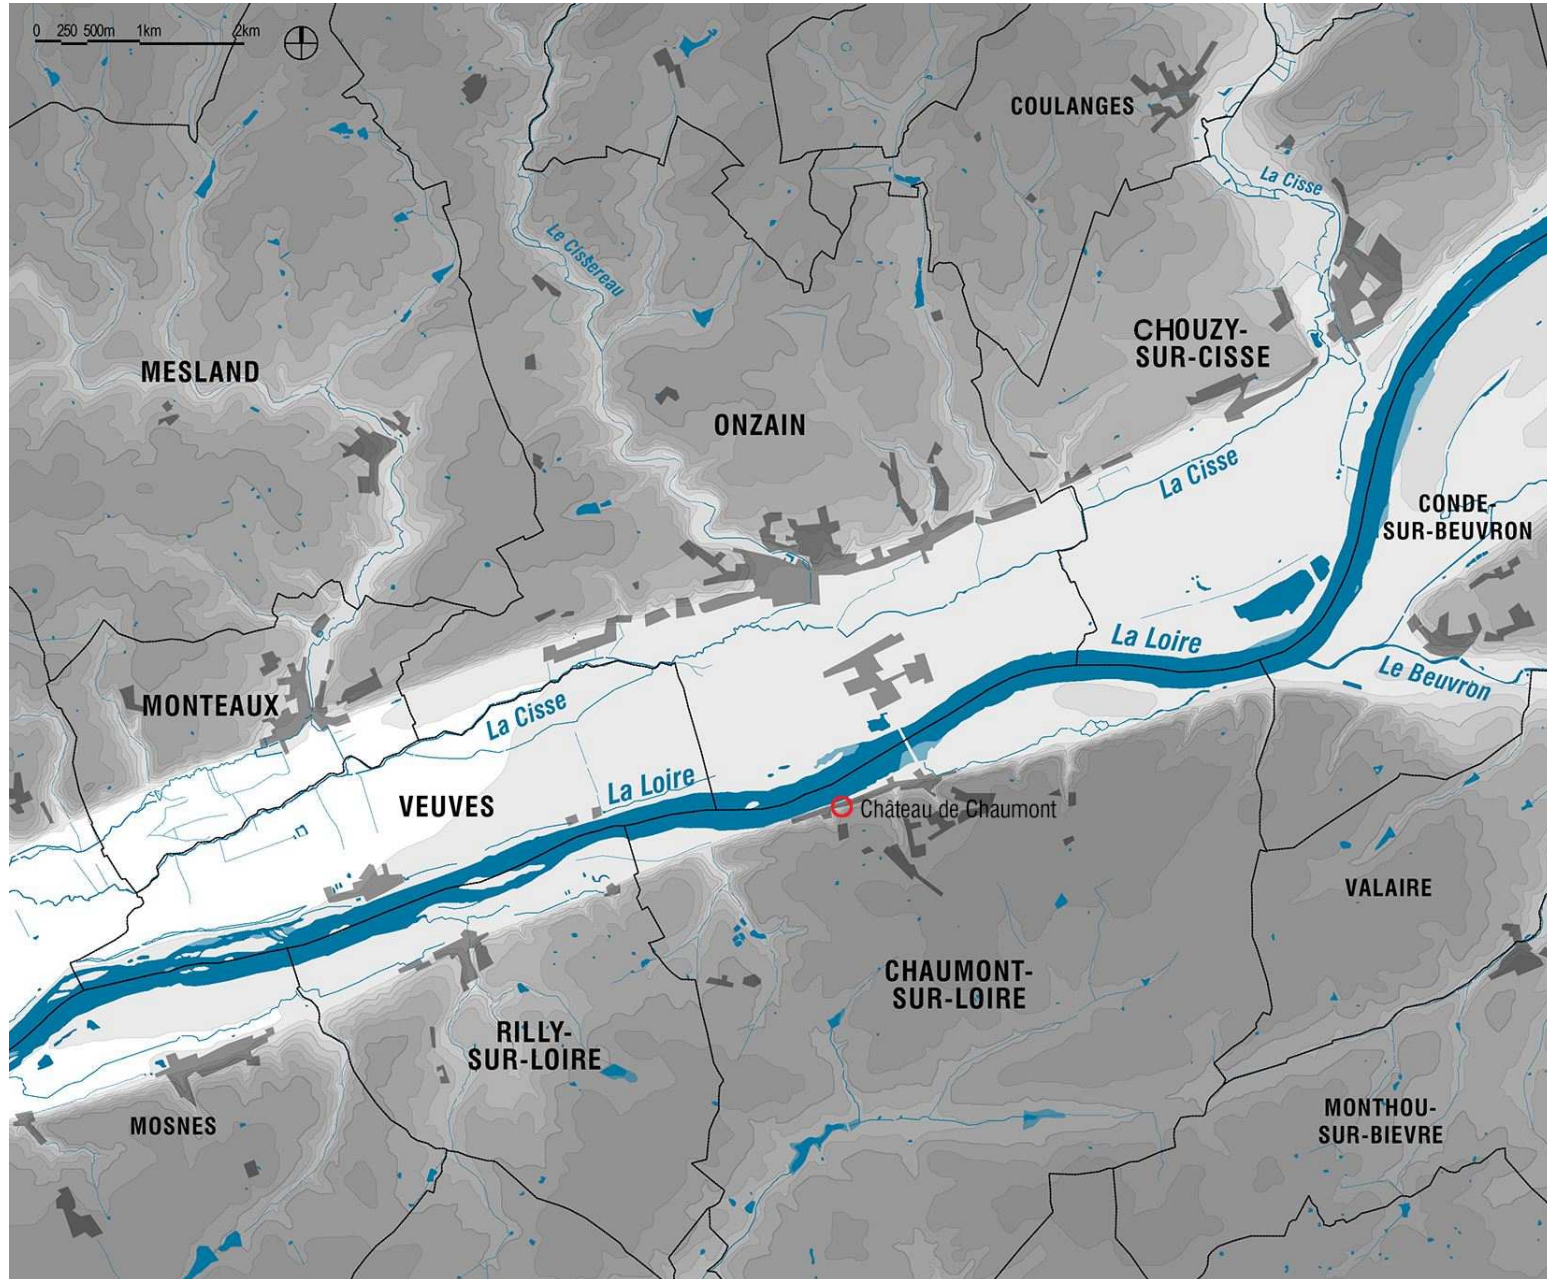 0 250 500m 1km 2km
COULANGES
La Cisse
Le Cissereau
CHOUZY-
SUR-CISSE
MESLAND
ONZAIN
La Cisse
CONDE-
SUR-BEUVRON
La Loire
Le Beuvron
MONTEAUX
La Cisse
La Loire
VEUVES
Château de Chaumont
VALAIRE
CHAUMONT-
SUR-LOIRE
RILLY-
SUR-LOIRE
MOSNES
MONTHOU-
SUR-BIEVRE